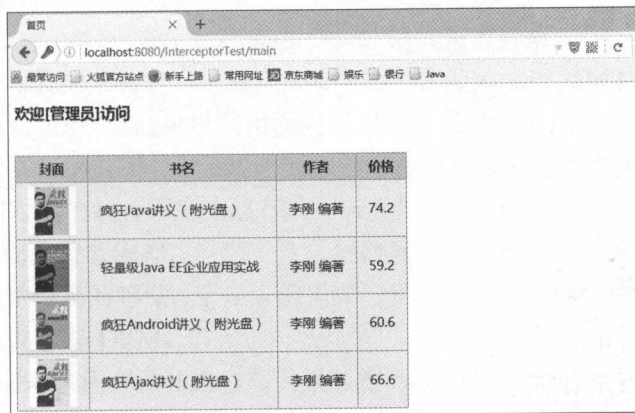 首页
localhost:8080/InterceptorTest/main
最常访问 火狐官方站点 新手上路 常用网址 京东商城 娱乐 银行 Java
欢迎[管理员]访问
封面 书名 作者 价格
疯狂Java讲义（附光盘） 李刚 编著 74.2
轻量级Java EE企业应用实战 李刚 编著 59.2
疯狂Android讲义（附光盘） 李刚 编著 60.6
疯狂Ajax讲义（附光盘） 李刚 编著 66.6